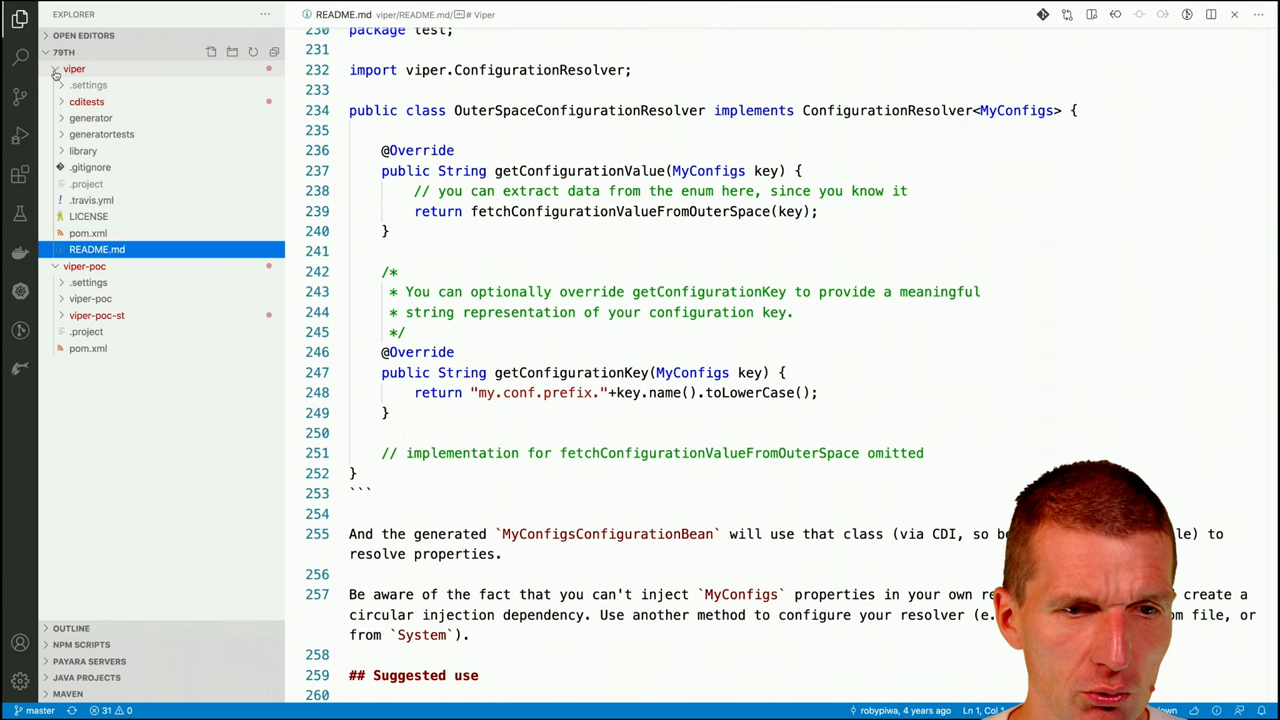 EXPLORER
README.md viper/README.md/ # Viper
OPEN EDITORS
79TH
viper
.settings
cditests
generator
generatortests
library
.gitignore
.project
.travis.yml
LICENSE
pom.xml
README.md
viper-poc
.settings
viper-poc
viper-poc-st
.project
pom.xml
OUTLINE
NPM SCRIPTS
PAYARA SERVERS
JAVA PROJECTS
MAVEN
230 package test;
231
232 import viper.ConfigurationResolver;
233
234 public class OuterSpaceConfigurationResolver implements ConfigurationResolver<MyConfigs> {
235
236 @Override
237 public String getConfigurationValue(MyConfigs key) {
238 // you can extract data from the enum here, since you know it
239 return fetchConfigurationValueFromOuterSpace(key);
240 }
241
242 /*
243 * You can optionally override getConfigurationKey to provide a meaningful
244 * string representation of your configuration key.
245 */
246 @Override
247 public String getConfigurationKey(MyConfigs key) {
248 return "my.conf.prefix."+key.name().toLowerCase();
249 }
250
251 // implementation for fetchConfigurationValueFromOuterSpace omitted
252 }
253 ```
254
255 And the generated `MyConfigsConfigurationBean` will use that class (via CDI, so to
resolve properties.
256
257 Be aware of the fact that you can't inject `MyConfigs` properties in your own create a
circular injection dependency. Use another method to configure your resolver file, or
from `System`).
258
259 ## Suggested use
260
master 31 0 robypiwa, 4 years ago Ln 1, Col